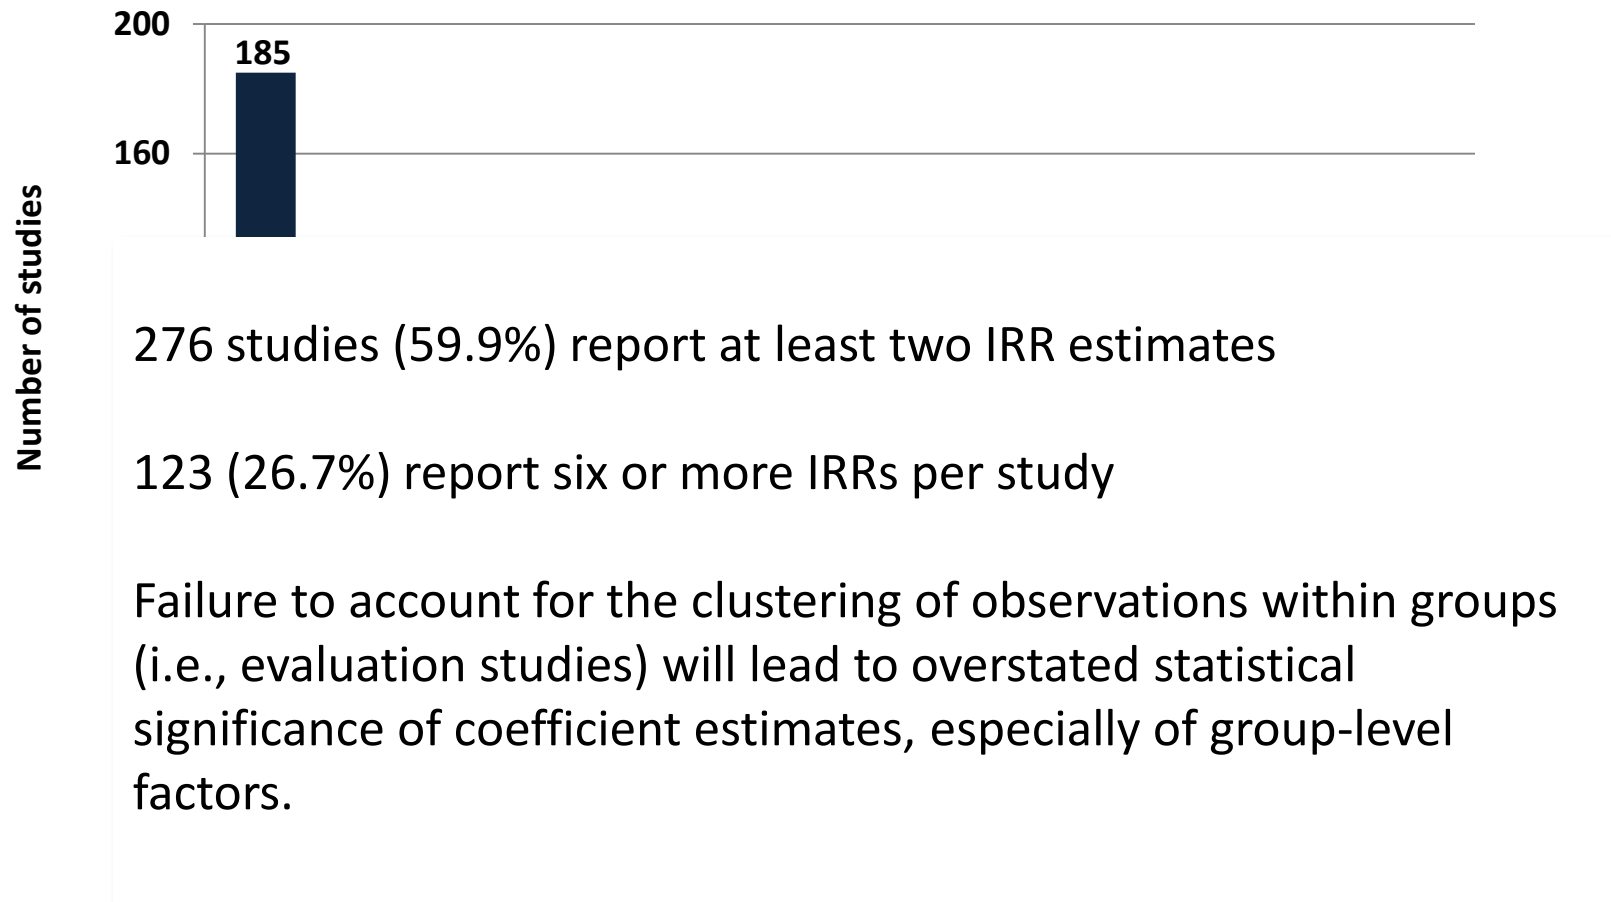 200
185
160
Number of studies
276 studies (59.9%) report at least two IRR estimates
123 (26.7%) report six or more IRRs per study
Failure to account for the clustering of observations within groups
(i.e., evaluation studies) will lead to overstated statistical
significance of coefficient estimates, especially of group-level
factors.